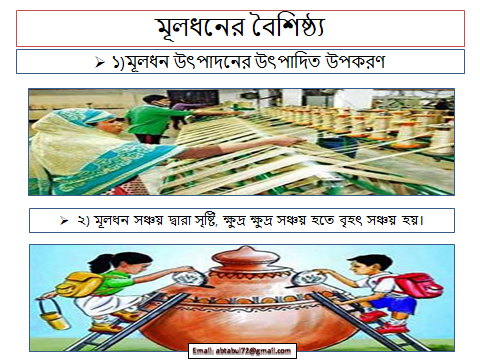 মূলধনের বৈশিষ্ঠ্য
➢ ১)মূলধন উৎপাদনের উৎপাদিত উপকরণ
➢ ২) মূলধন সঞ্চয় দ্বারা সৃষ্টি, ক্ষুদ্র ক্ষুদ্র সঞ্চয় হতে বৃহৎ সঞ্চয় হয়।
Email: abtabul72@gmail.com